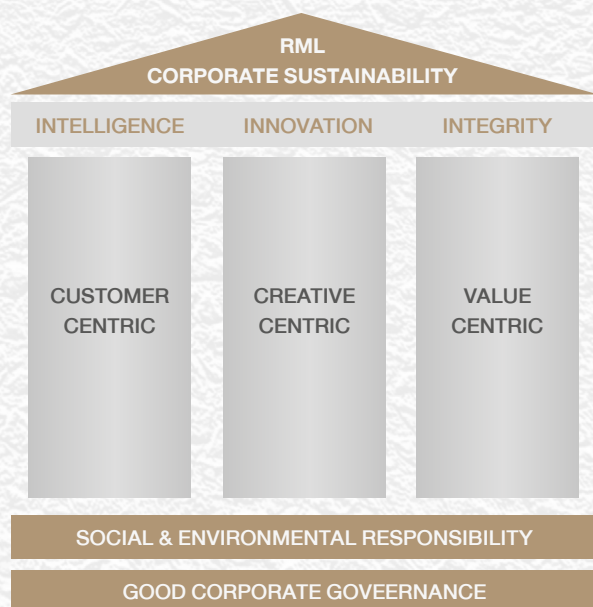 RML
CORPORATE SUSTAINABILITY
INTELLIGENCE INNOVATION INTEGRITY
CUSTOMER CENTRIC
CREATIVE CENTRIC
VALUE CENTRIC
SOCIAL & ENVIRONMENTAL RESPONSIBILITY
GOOD CORPORATE GOVEERNANCE